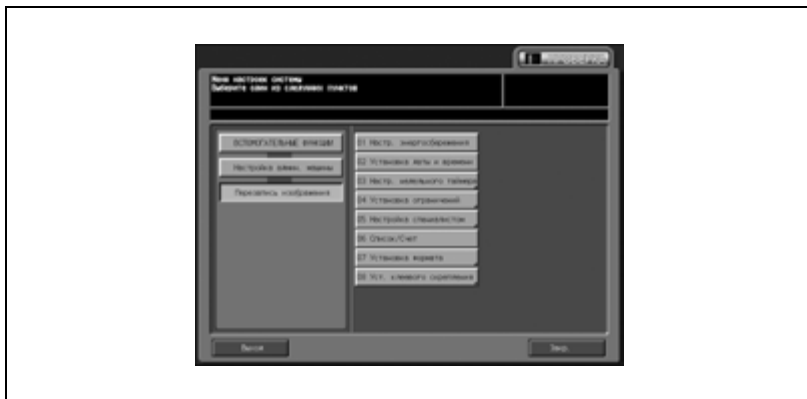 ПРОВЕРКА
Меню настроек системы
Выберите один из следующих пунктов
ВСПОМОГАТЕЛЬНЫЕ ФУНКЦИИ
Настройка админ. машины
Перезапись изображения
01 Настр. энергосбережения
02 Установка даты и времени
03 Настр. недельного таймера
04 Установка ограничений
05 Настройка специалистом
06 Список/Счет
07 Установка формата
08 Уст. клеевого скрепления
Выход
Закр.